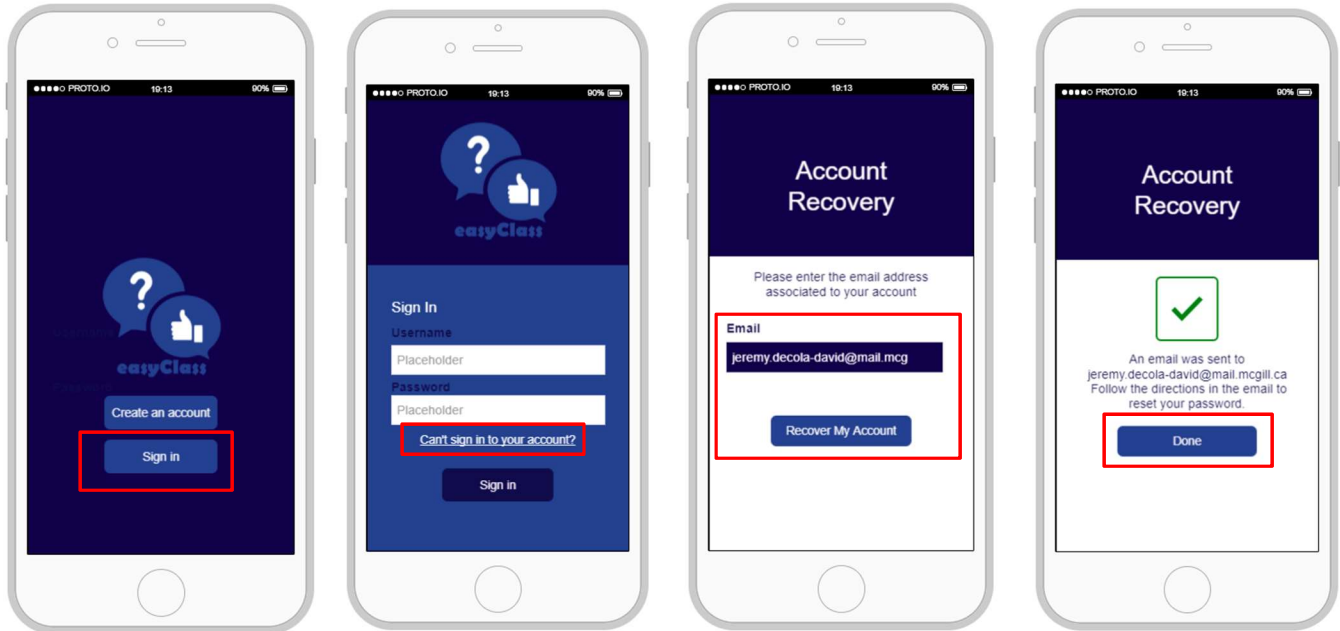 ●●●●○ PROTO.IO 19:13 90%
?
Username
easyClass
Password
Create an account
Sign in
●●●●○ PROTO.IO 19:13 90%
?
easyClass
Sign In
Username
Placeholder
Password
Placeholder
Can't sign in to your account?
Sign in
●●●●○ PROTO.IO 19:13 90%
Account
Recovery
Please enter the email address
associated to your account
Email
jeremy.decola-david@mail.mcg
Recover My Account
●●●●○ PROTO.IO 19:13 90%
Account
Recovery
An email was sent to
jeremy.decola-david@mail.mcgill.ca
Follow the directions in the email to
reset your password.
Done